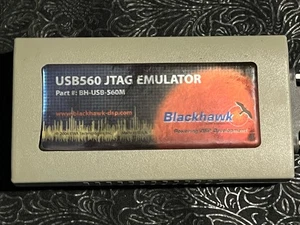 USB560 JTAG EMULATOR
Part #: BH-USB-560M
www.blackhawk-dsp.com
Blackhawk